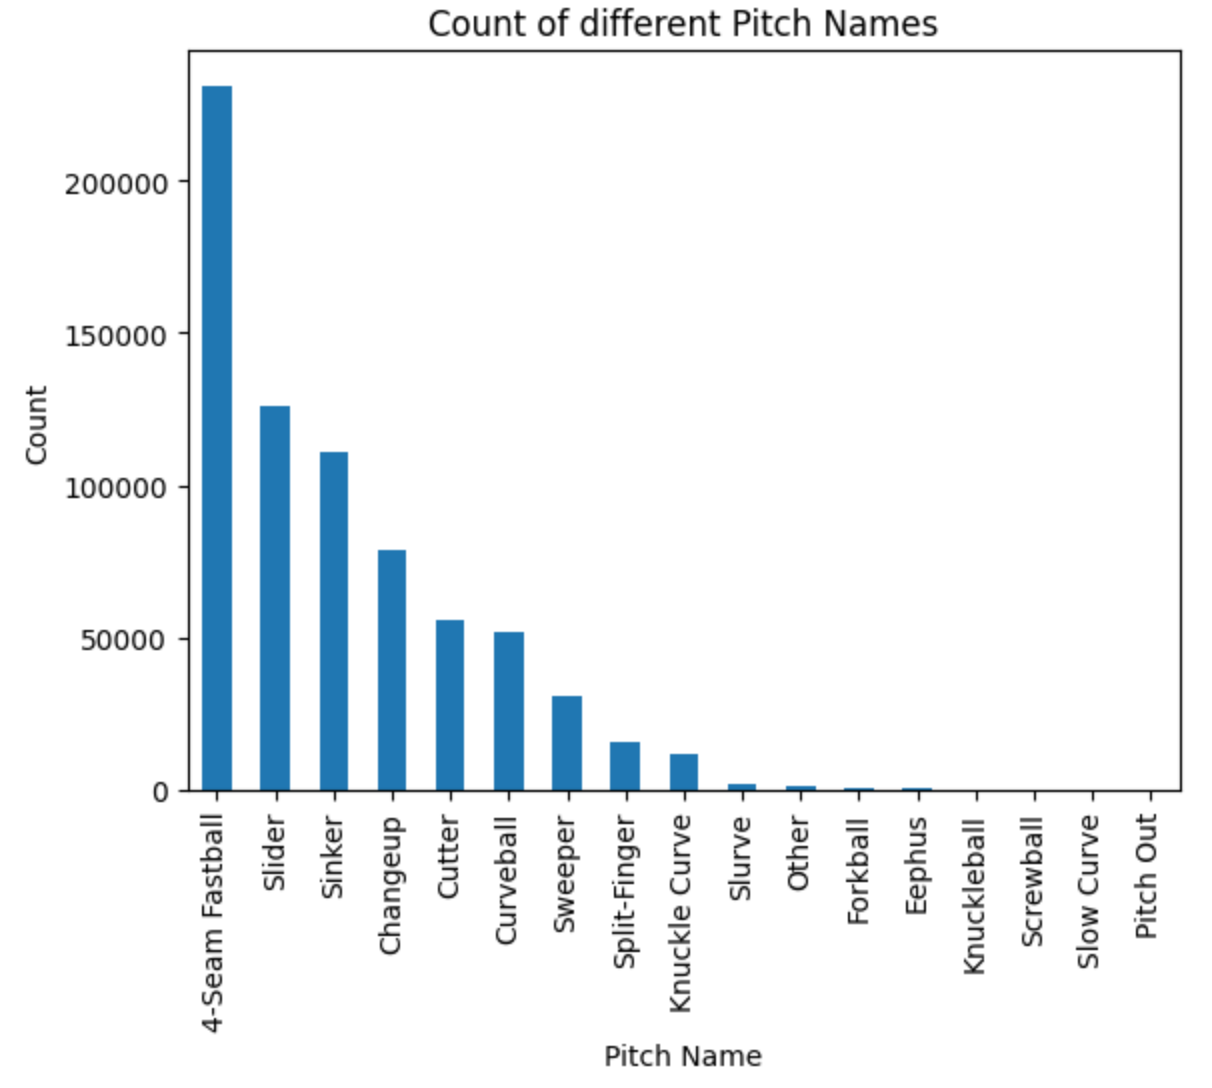 Count of different Pitch Names
Count
200000
150000
100000
50000
0
4-Seam Fastball
Slider
Sinker
Changeup
Cutter
Curveball
Sweeper
Split-Finger
Knuckle Curve
Slurve
Other
Forkball
Eephus
Knuckleball
Screwball
Slow Curve
Pitch Out
Pitch Name